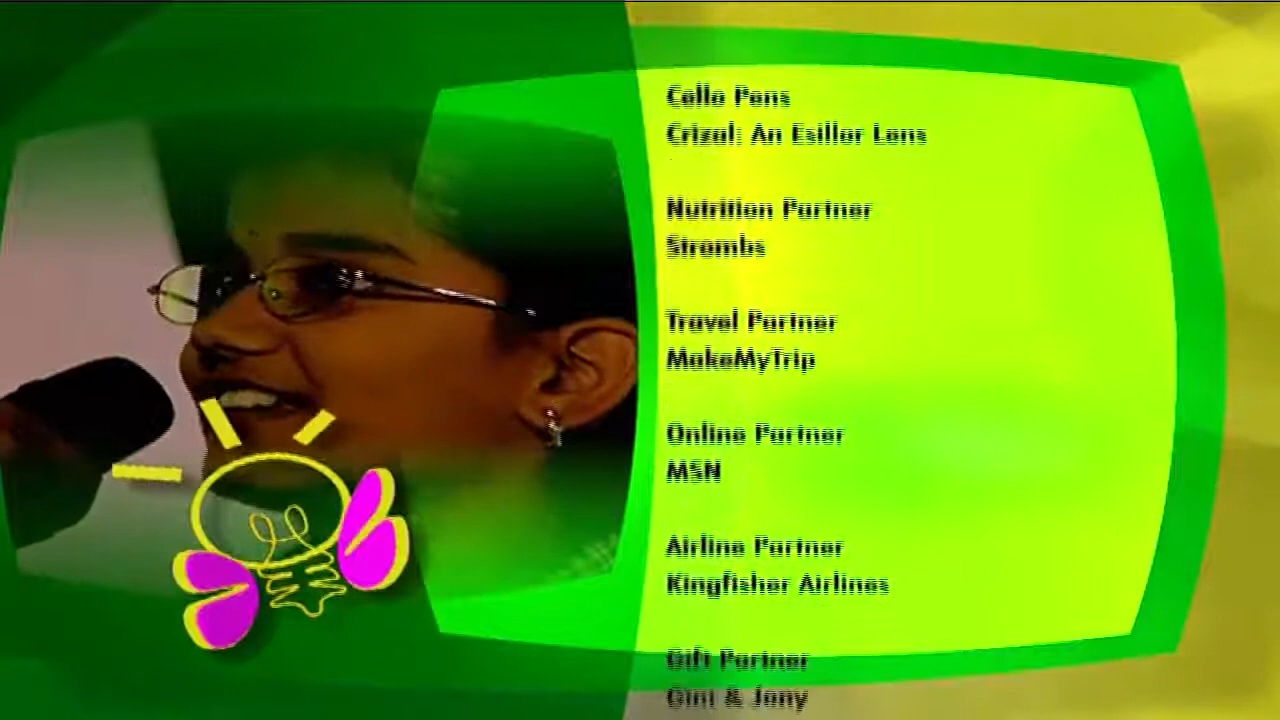 Cello Pens
Crizal: An Esillor Lens
Nutrition Partner
Strombs
Travel Partner
MakeMyTrip
Online Partner
MSN
Airline Partner
Kingfisher Airlines
Gift Partner
Gini & Jony